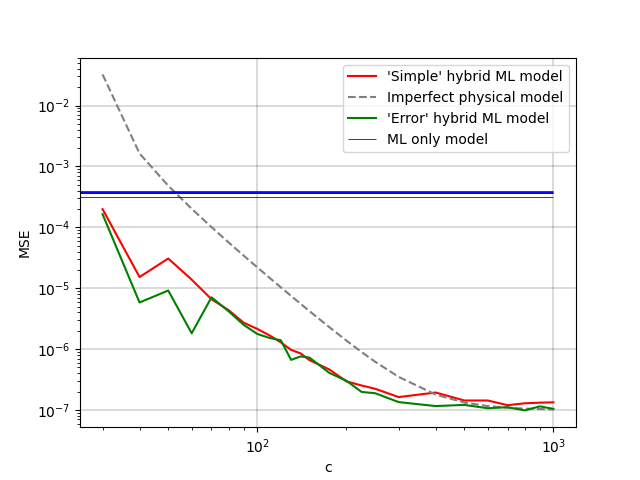 'Simple' hybrid ML model
Imperfect physical model
'Error' hybrid ML model
ML only model
MSE
10⁻²
10⁻³
10⁻⁴
10⁻⁵
10⁻⁶
10⁻⁷
10² 10³
c